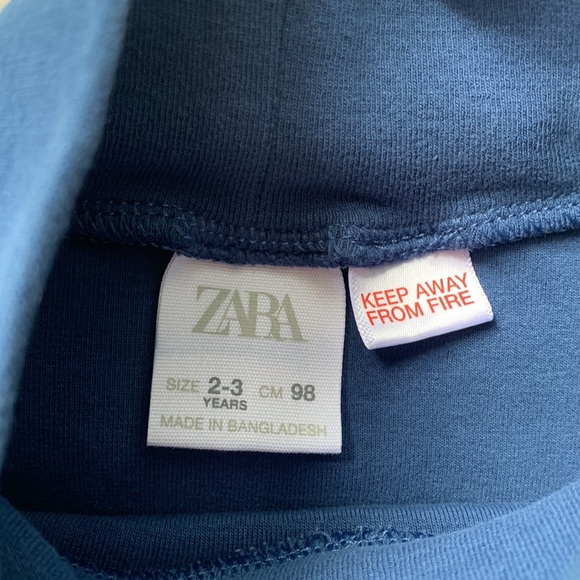 ZARA
SIZE 2-3 CM 98
YEARS
MADE IN BANGLADESH
KEEP AWAY
FROM FIRE